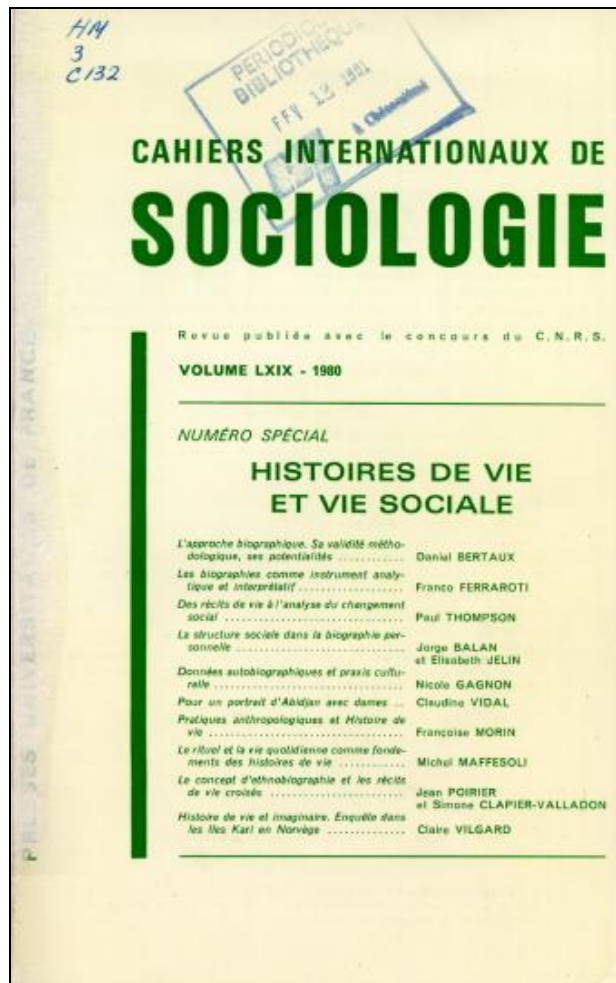 HM
3
C132
PERIODIQUE
BIBLIOTHEQUE
FEV 13 1981
à Chicoutimi
CAHIERS INTERNATIONAUX DE
SOCIOLOGIE
Revue publiée avec le concours du C.N.R.S.
VOLUME LXIX - 1980
NUMÉRO SPÉCIAL
HISTOIRES DE VIE
ET VIE SOCIALE
L'approche biographique. Sa validité métho-
dologique, ses potentialités ............ Daniel BERTAUX
Les biographies comme instrument analy-
tique et interprétatif ................ Franco FERRAROTI
Des récits de vie à l'analyse du changement
social ................................ Paul THOMPSON
La structure sociale dans la biographie per-
sonnelle .............................. Jorge BALAN
et Elisabeth JELIN
Données autobiographiques et praxis cultu-
relle ................................. Nicole GAGNON
Pour un portrait d'Abidjan avec dames ... Claudine VIDAL
Pratiques anthropologiques et Histoire de
vie ................................... Françoise MORIN
Le rituel et la vie quotidienne comme fonde-
ments des histoires de vie ............ Michel MAFFESOLI
Le concept d'ethnobiographie et les récits
de vie croisés ........................ Jean POIRIER
et Simone CLAPIER-VALLADON
Histoire de vie et imaginaire. Enquête dans
les îles Karl en Norvège .............. Claire VILGARD
PRESSES UNIVERSITAIRES DE FRANCE